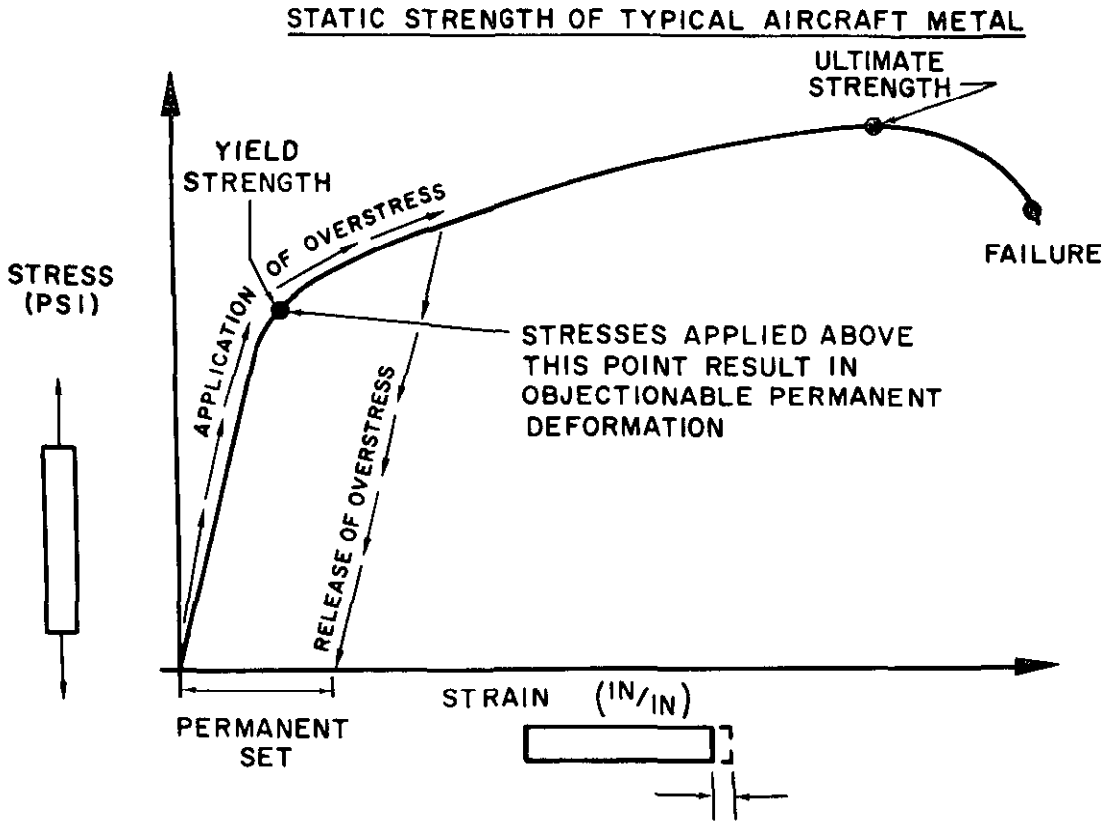 STATIC STRENGTH OF TYPICAL AIRCRAFT METAL
ULTIMATE
STRENGTH
YIELD
STRENGTH
APPLICATION OF OVERSTRESS
FAILURE
STRESS
(PSI)
STRESSES APPLIED ABOVE
THIS POINT RESULT IN
OBJECTIONABLE PERMANENT
DEFORMATION
RELEASE OF OVERSTRESS
STRAIN (IN/IN)
PERMANENT
SET